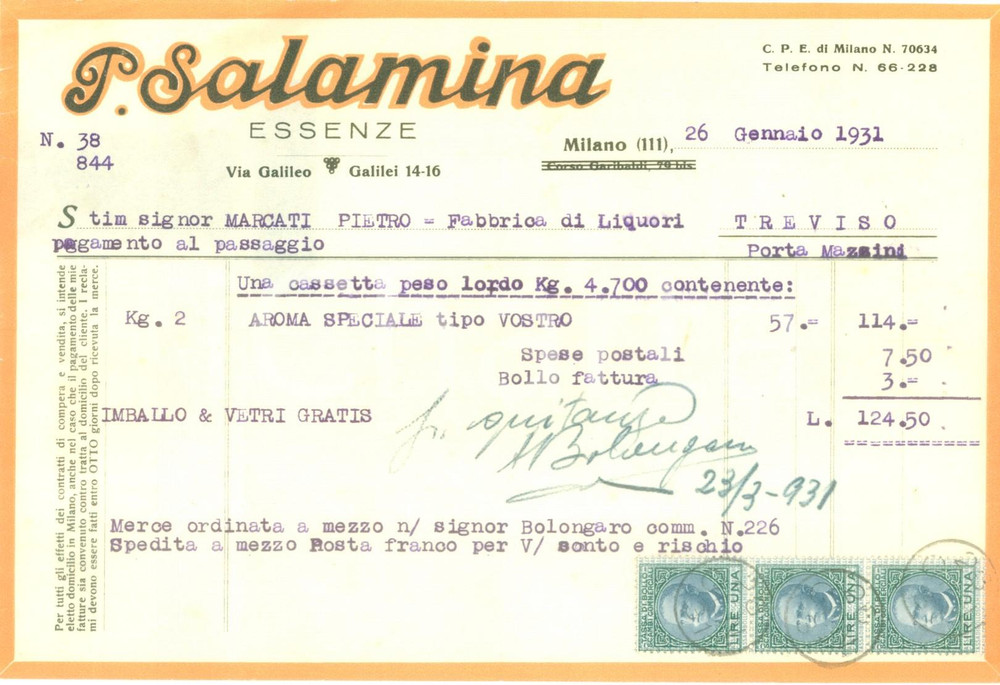 P. Salamina
ESSENZE
Via Galileo Galilei 14-16
C. P. E. di Milano N. 70634
Telefono N. 66-228
N. 38
844
Milano (111), 26 Gennaio 1931
Corso Garibaldi, 79 bis
Stim signor MARCATI PIETRO = Fabbrica di Liquori TREVISO
pagamento al passaggio Porta Mazzini
Una cassetta peso lordo Kg. 4.700 contenente:
Kg. 2 AROMA SPECIALE tipo VOSTRO 57.= 114.=
Spese postali 7.50
Bollo fattura 3.=
IMBALLO & VETRI GRATIS L. 124.50
quitanza
Bolongaro
23/3-931
Merce ordinata a mezzo n/ signor Bolongaro comm. N.226
Spedita a mezzo Posta franco per V/ conto e rischio
Per tutti gli effetti dei contratti di compera e vendita, si intende
eletto domicilio in Milano, anche nel caso che il pagamento delle mie
fatture sia convenuto contro tratta al domicilio del cliente. I recla-
mi devono essere fatti entro OTTO giorni dopo ricevuta la merce.
TASSA DI BOLLO
LIRE UNA
LIRE UNA
LIRE UNA